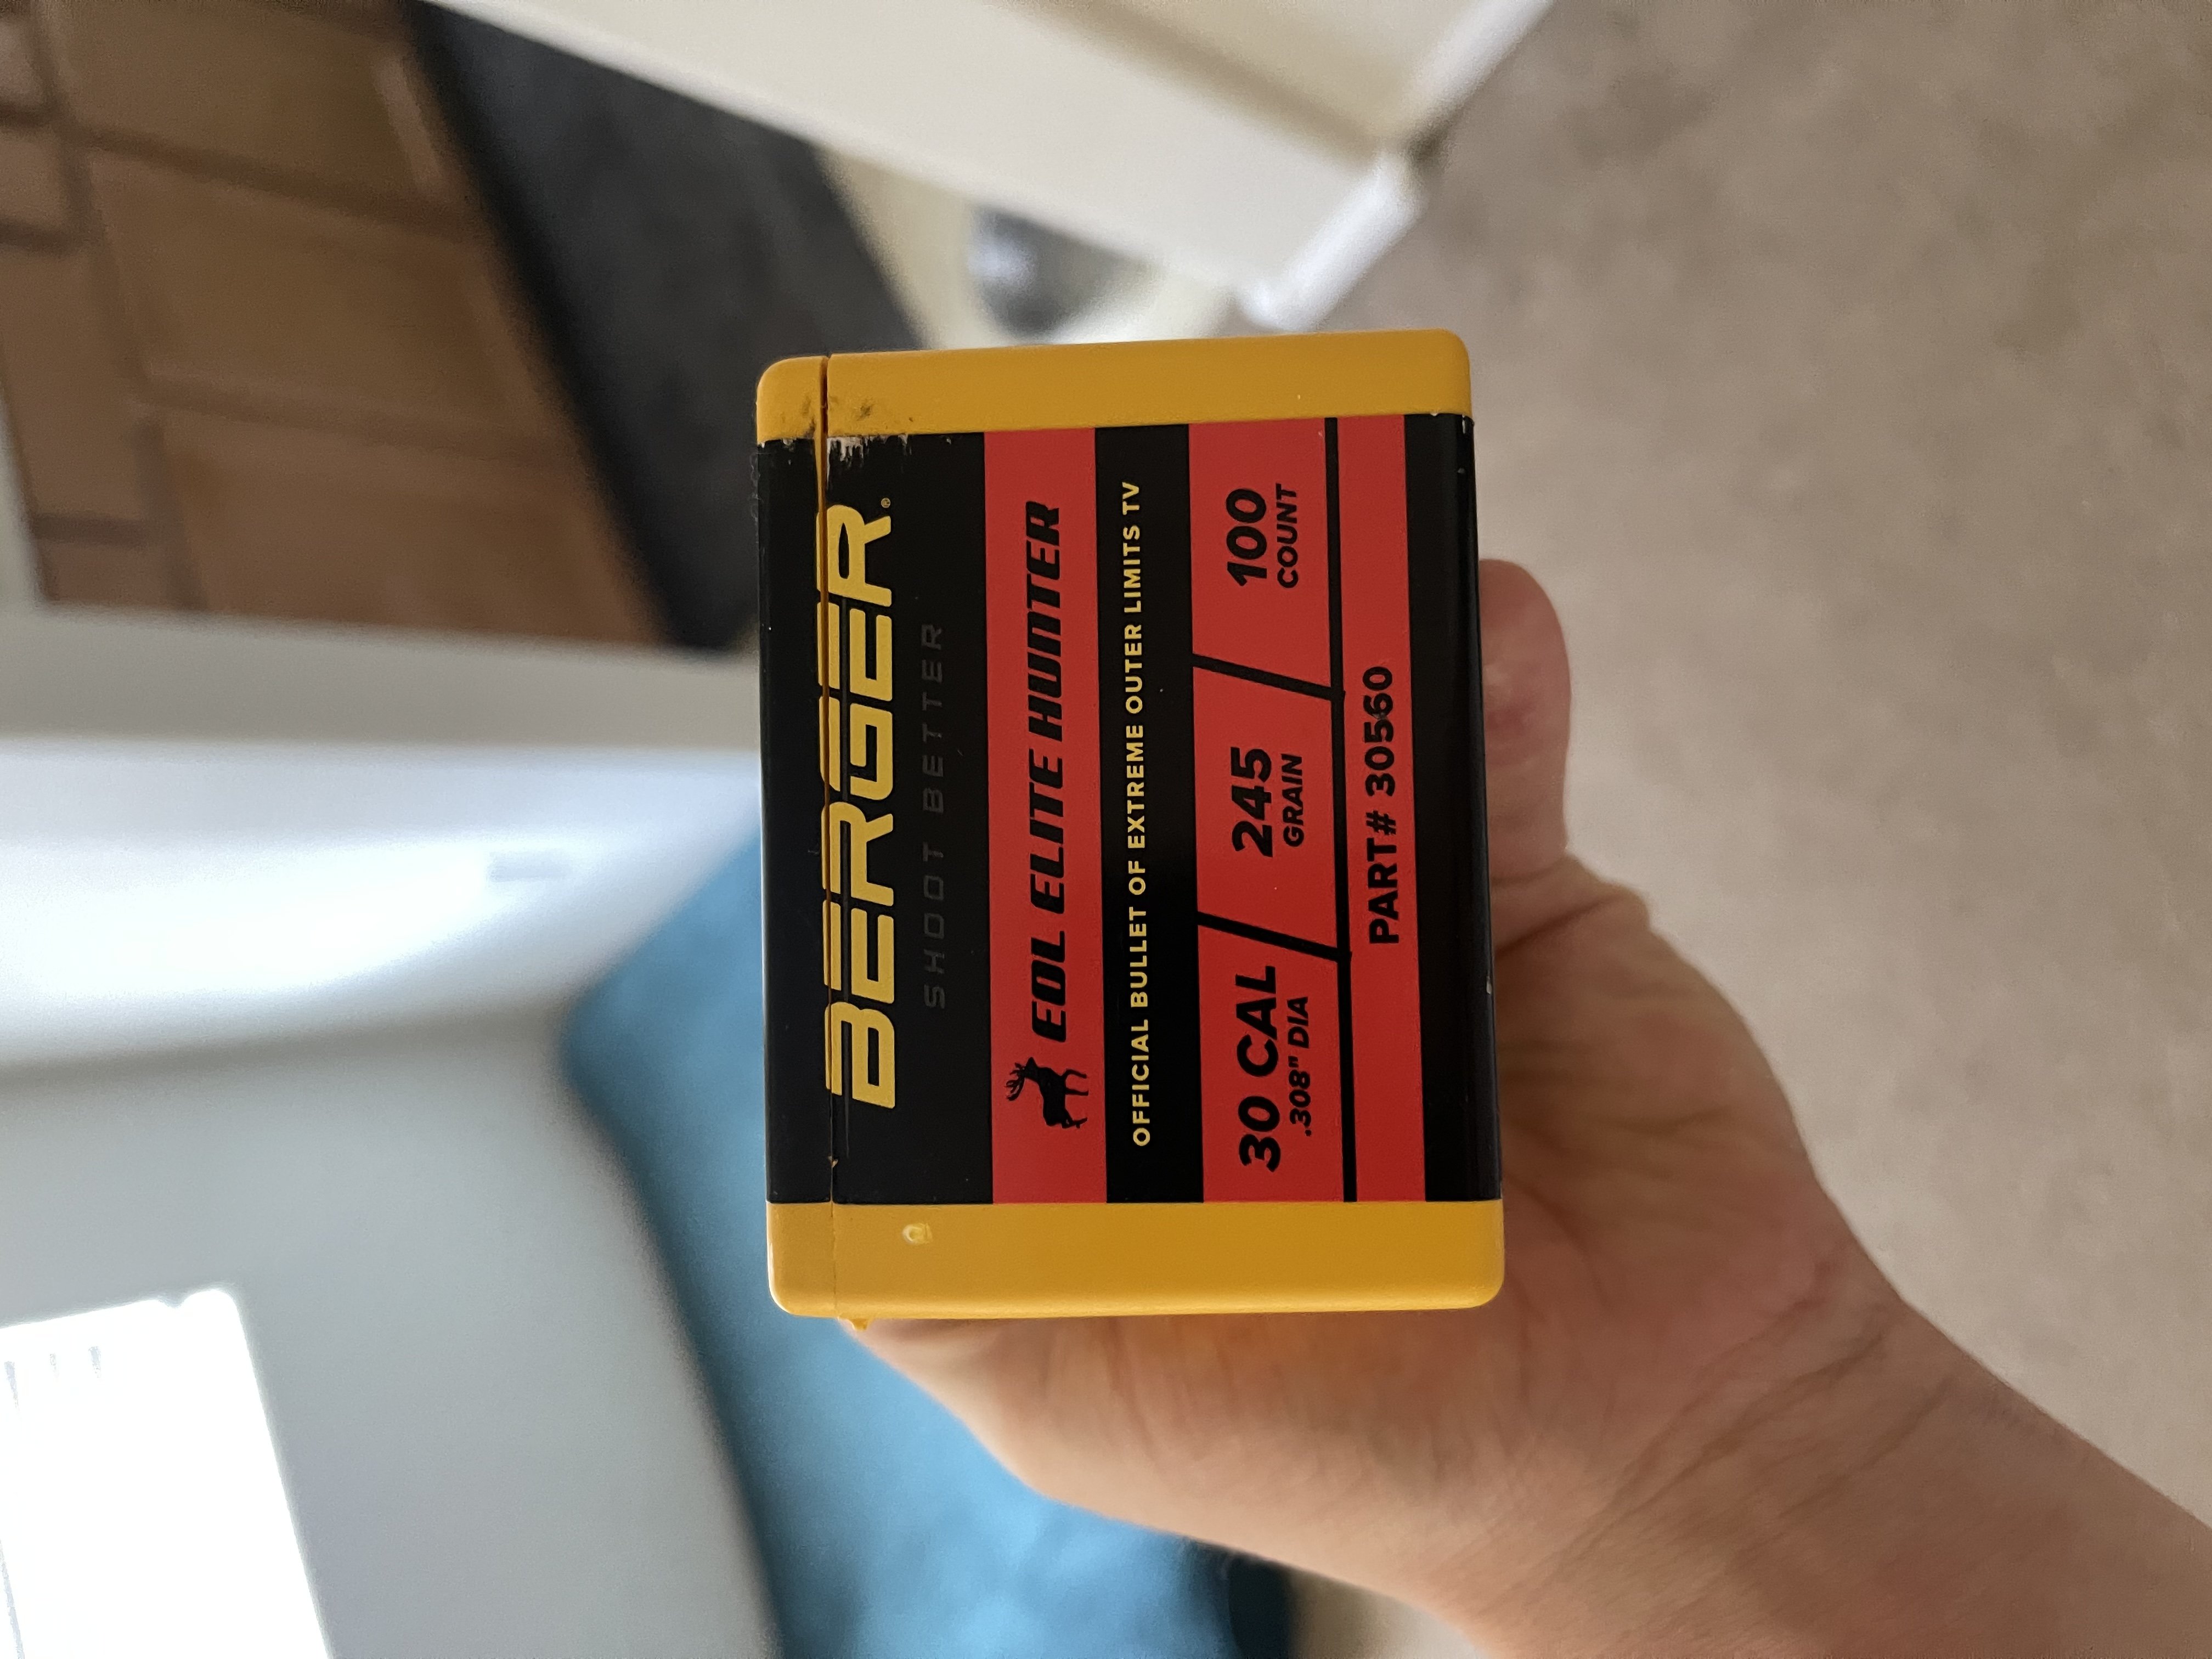 BERGER®
SHOOT BETTER
EOL ELITE HUNTER
OFFICIAL BULLET OF EXTREME OUTER LIMITS TV
30 CAL
.308" DIA
245
GRAIN
100
COUNT
PART# 30560